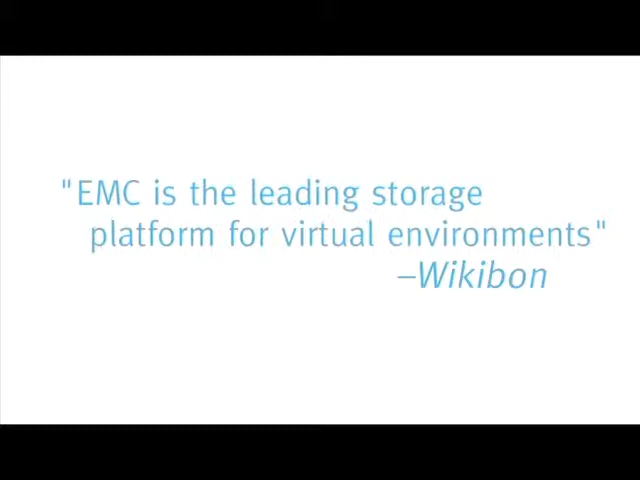 "EMC is the leading storage
platform for virtual environments"
–Wikibon